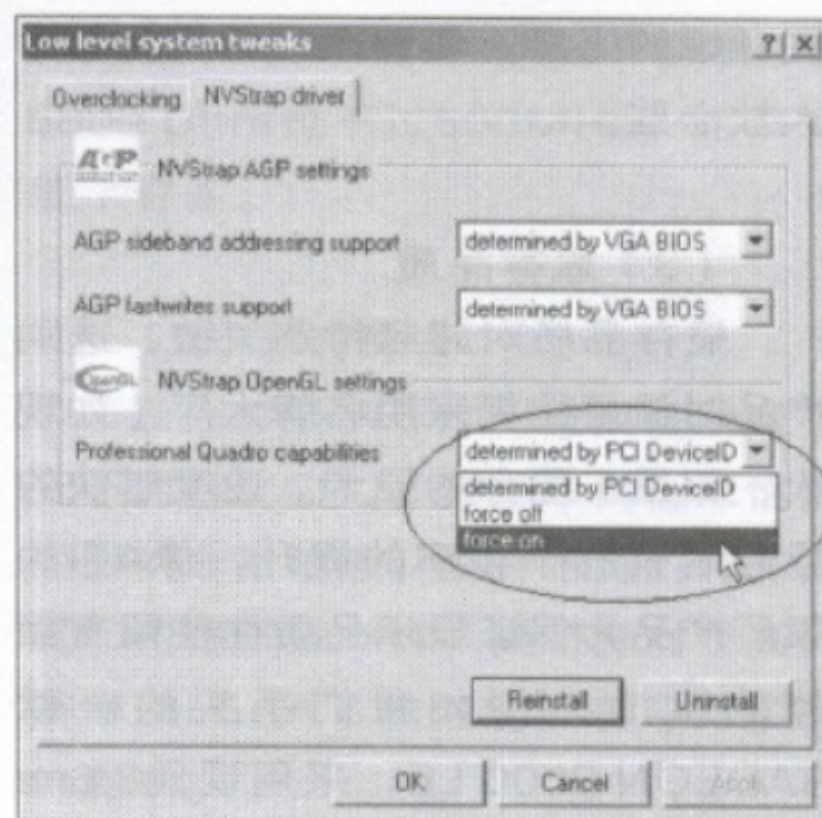 Low level system tweaks
Overclocking NVStrap driver
AGP NVStrap AGP settings
AGP sideband addressing support determined by VGA BIOS
AGP fastwrites support determined by VGA BIOS
OpenGL NVStrap OpenGL settings
Professional Quadro capabilities determined by PCI DeviceID
determined by PCI DeviceID
force off
force on
Reinstall Uninstall
OK Cancel Apply